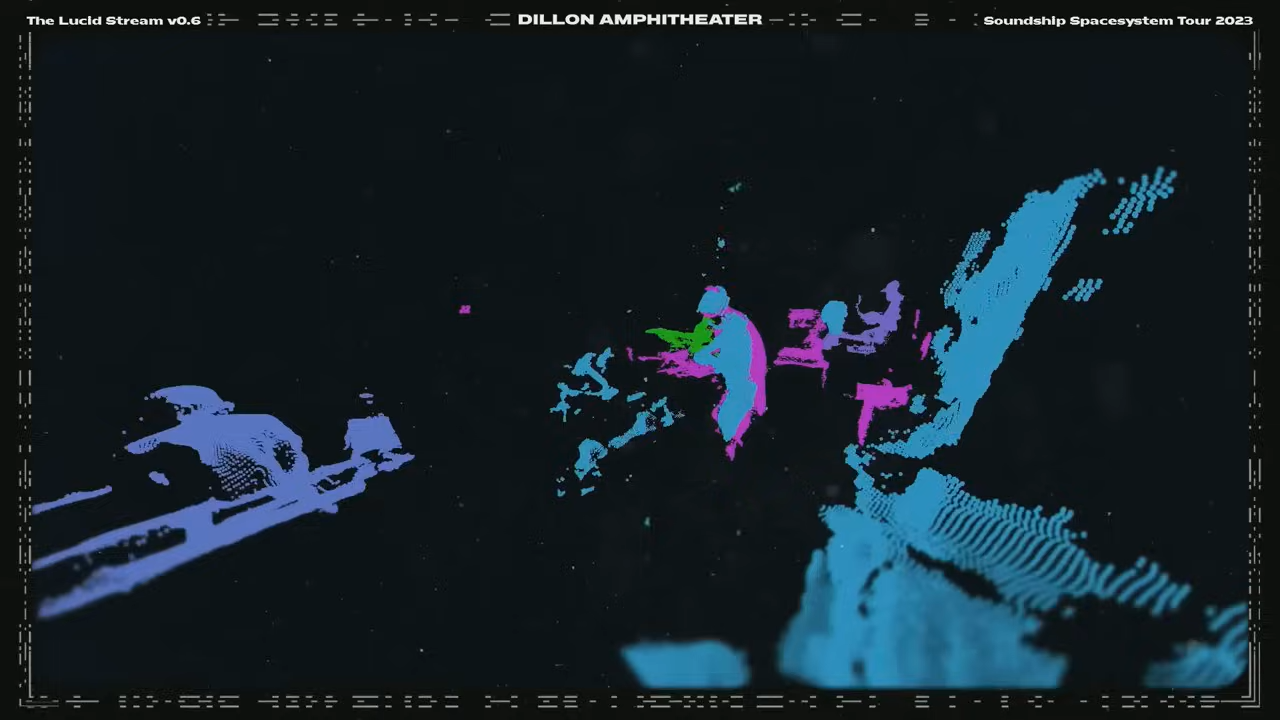 The Lucid Stream v0.6
DILLON AMPHITHEATER
Soundship Spacesystem Tour 2023